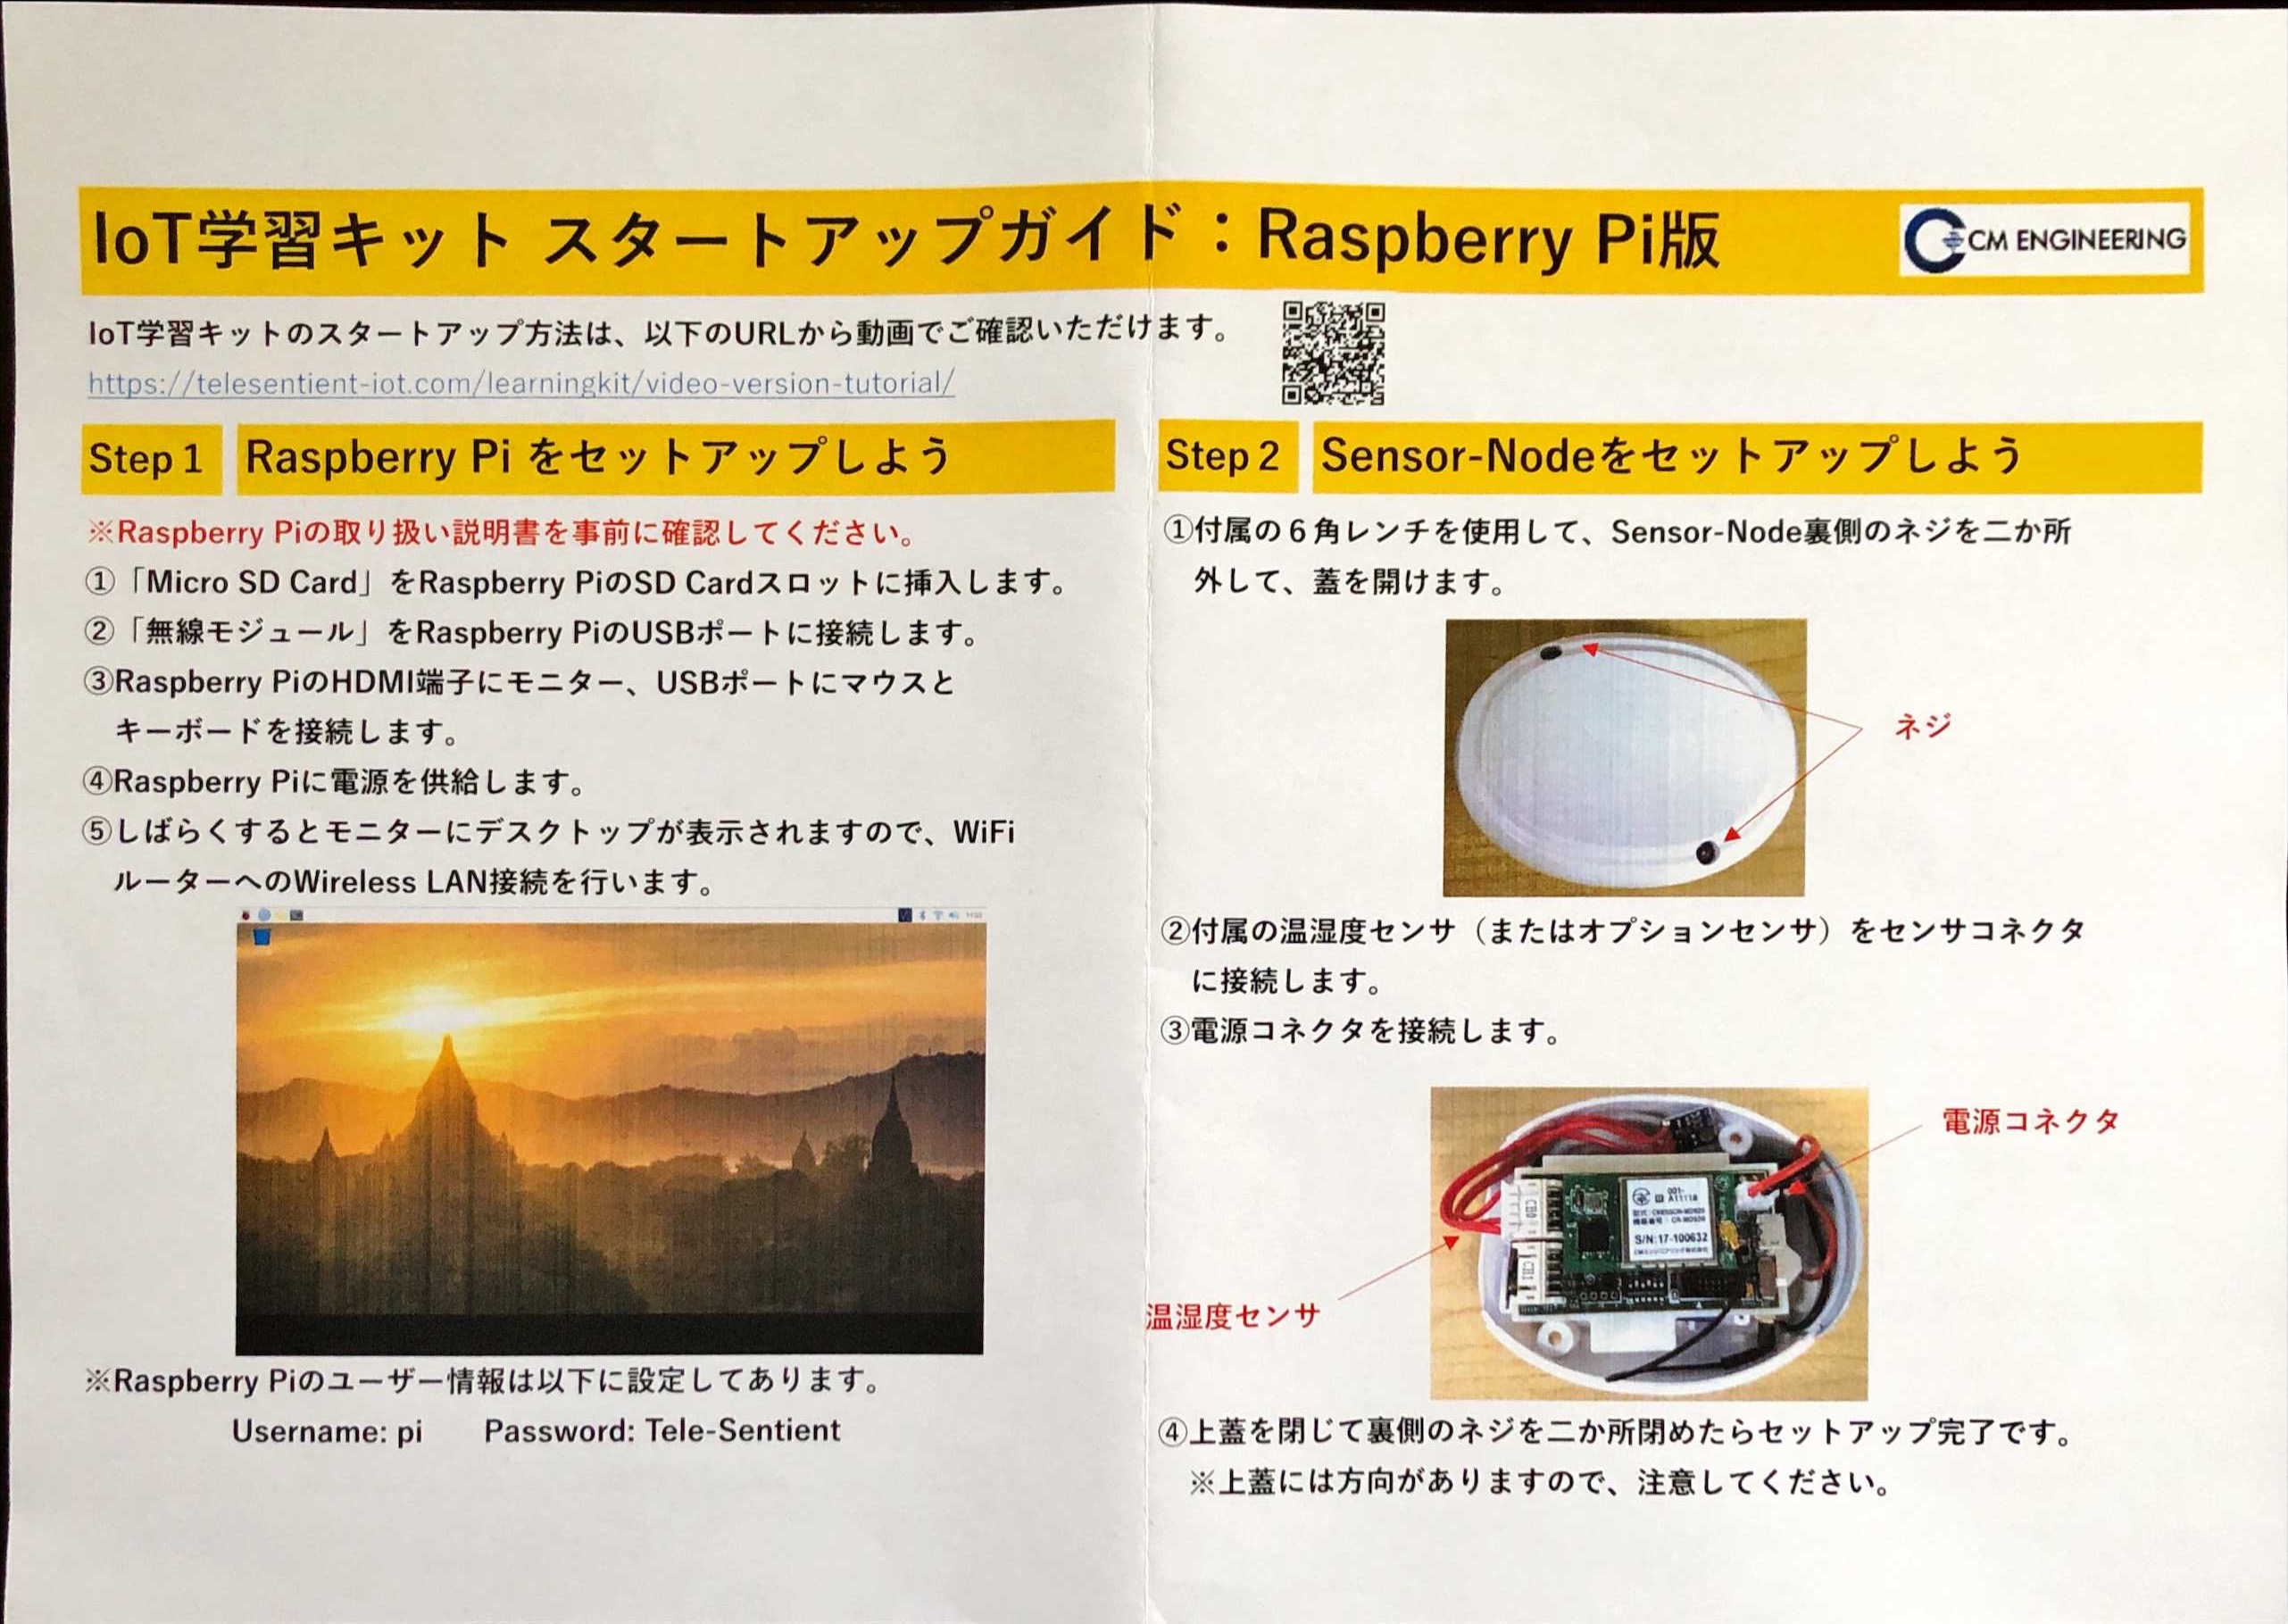 IoT学習キット スタートアップガイド：Raspberry Pi版
CM ENGINEERING
IoT学習キットのスタートアップ方法は、以下のURLから動画でご確認いただけます。
https://telesentient-iot.com/learningkit/video-version-tutorial/
Step 1 Raspberry Pi をセットアップしよう
※Raspberry Piの取り扱い説明書を事前に確認してください。
①「Micro SD Card」をRaspberry PiのSD Cardスロットに挿入します。
②「無線モジュール」をRaspberry PiのUSBポートに接続します。
③Raspberry PiのHDMI端子にモニター、USBポートにマウスと
キーボードを接続します。
④Raspberry Piに電源を供給します。
⑤しばらくするとモニターにデスクトップが表示されますので、WiFi
ルーターへのWireless LAN接続を行います。
※Raspberry Piのユーザー情報は以下に設定してあります。
Username: pi Password: Tele-Sentient
Step 2 Sensor-Nodeをセットアップしよう
①付属の６角レンチを使用して、Sensor-Node裏側のネジを二か所
外して、蓋を開けます。
ネジ
②付属の温湿度センサ（またはオプションセンサ）をセンサコネクタ
に接続します。
③電源コネクタを接続します。
電源コネクタ
001-
A11118
CH0
S/N:17-100632
CH1
温湿度センサ
④上蓋を閉じて裏側のネジを二か所閉めたらセットアップ完了です。
※上蓋には方向がありますので、注意してください。